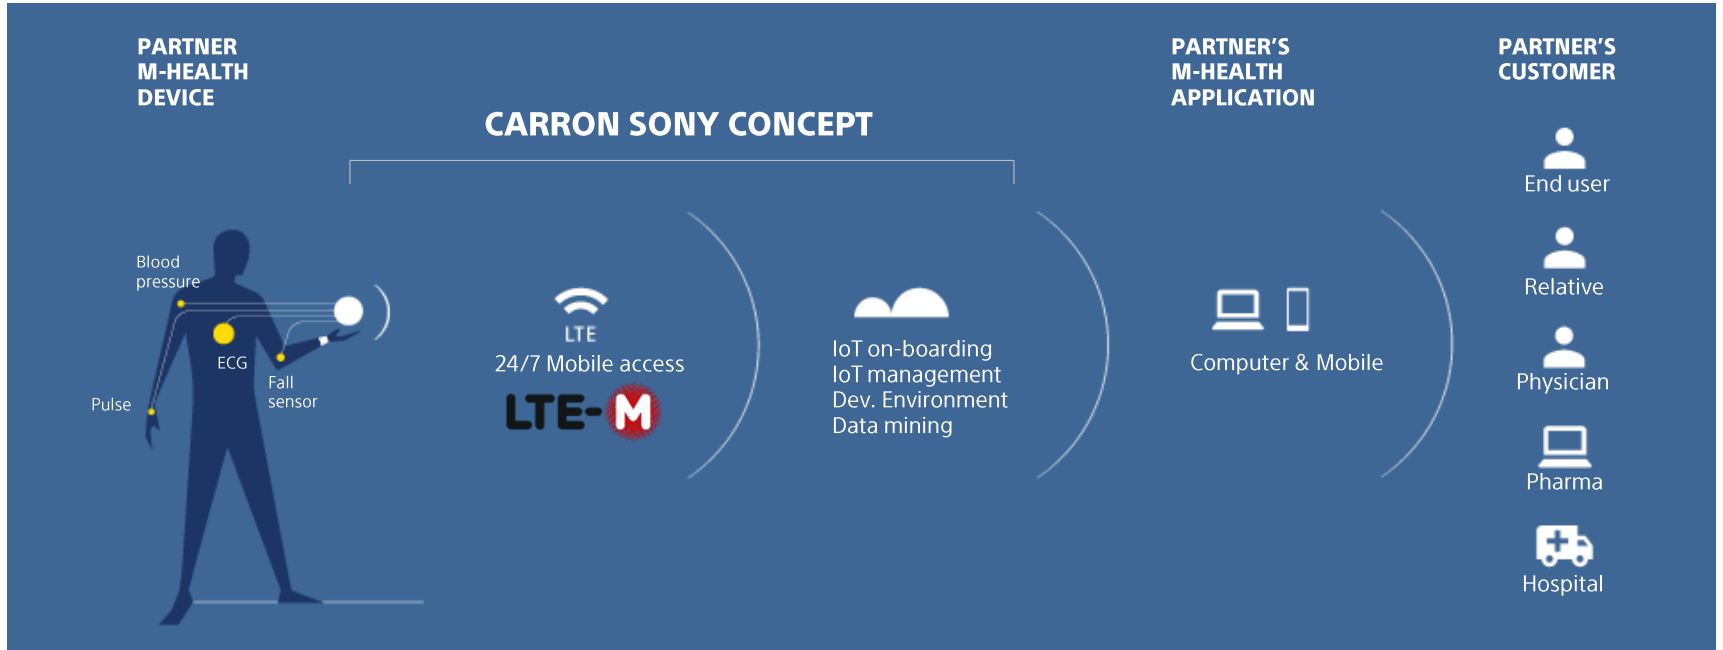 PARTNER
M-HEALTH
DEVICE
CARRON SONY CONCEPT
PARTNER'S
M-HEALTH
APPLICATION
PARTNER'S
CUSTOMER
Blood
pressure
ECG
Fall
sensor
Pulse
LTE
24/7 Mobile access
LTE-M
IoT on-boarding
IoT management
Dev. Environment
Data mining
Computer & Mobile
End user
Relative
Physician
Pharma
Hospital